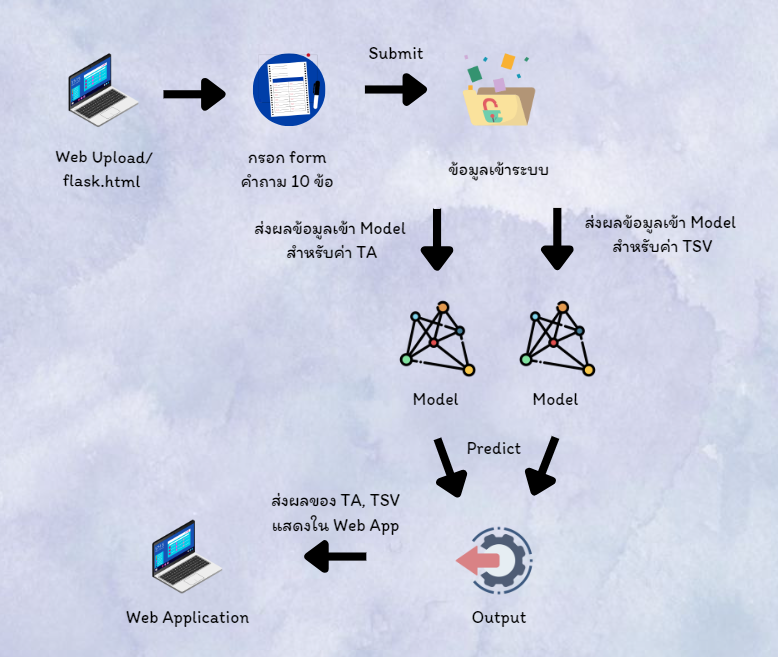 Submit
Web Upload/
flask.html
กรอก form
คำถาม 10 ข้อ
ข้อมูลเข้าระบบ
ส่งผลข้อมูลเข้า Model
สำหรับค่า TA
ส่งผลข้อมูลเข้า Model
สำหรับค่า TSV
Model
Model
Predict
ส่งผลของ TA, TSV
แสดงใน Web App
Web Application
Output